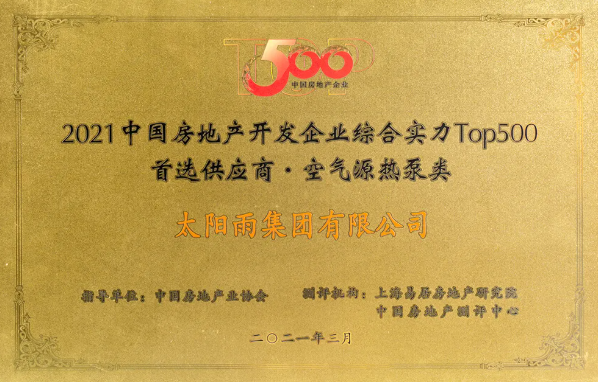 TOP
500
中国房地产企业
2021中国房地产开发企业综合实力Top500
首选供应商·空气源热泵类
太阳雨集团有限公司
指导单位：中国房地产业协会
测评机构：上海易居房地产研究院
中国房地产测评中心
二〇二一年三月